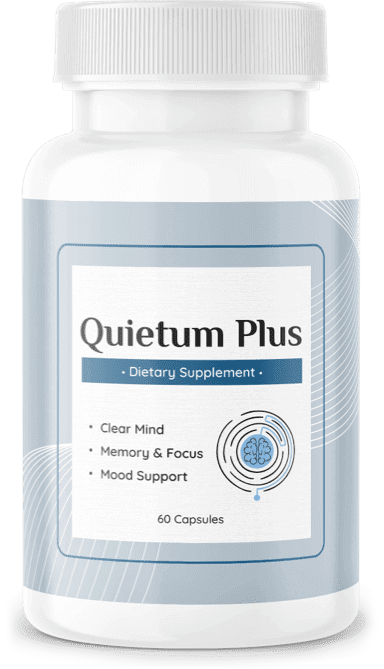 Quietum Plus
· Dietary Supplement ·
• Clear Mind
• Memory & Focus
• Mood Support
60 Capsules